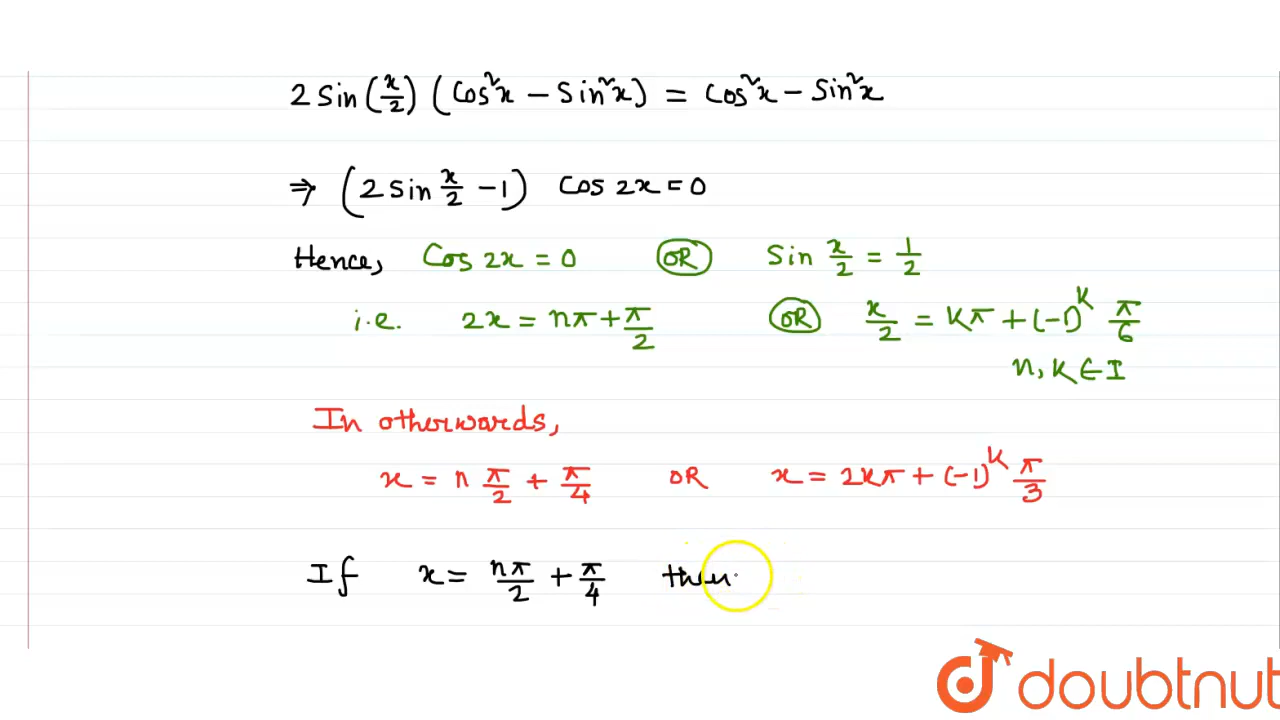 2 Sin (x/2) (Cos²x − Sin²x) = Cos²x − Sin²x
⇒ (2 sin x/2 − 1) Cos 2x = 0
Hence, Cos 2x = 0 OR Sin x/2 = 1/2
i.e. 2x = nπ + π/2 OR x/2 = kπ + (−1)^k π/6
n, k ∈ I
In otherwards,
x = n π/2 + π/4 OR x = 2kπ + (−1)^k π/3
If x = nπ/2 + π/4 then
doubtnut